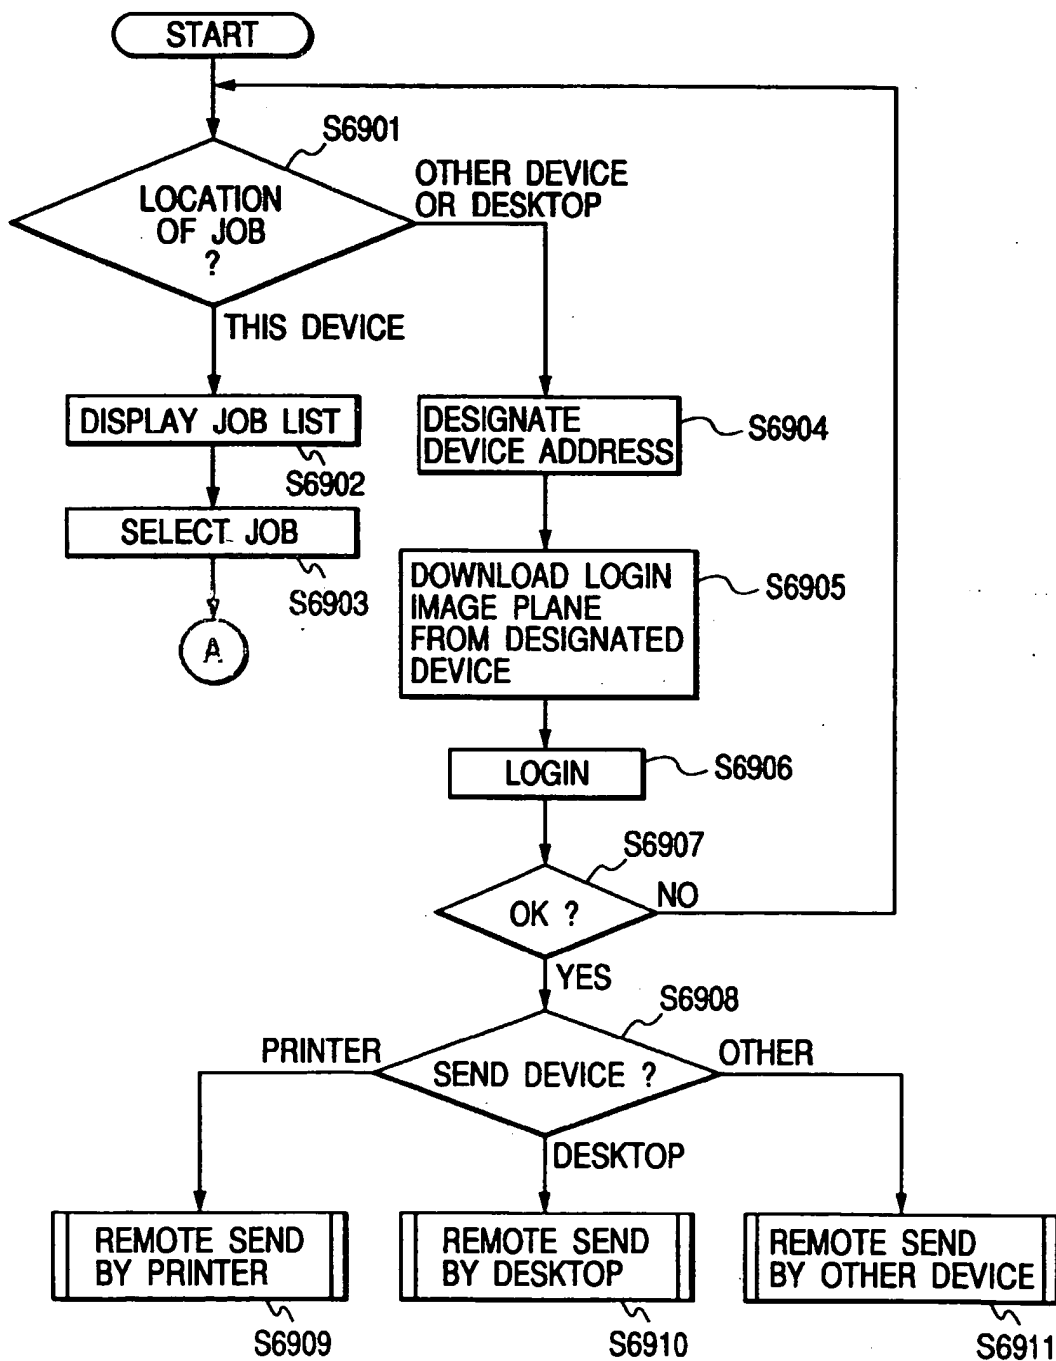 START
S6901
LOCATION
OF JOB
?
OTHER DEVICE
OR DESKTOP
THIS DEVICE
DISPLAY JOB LIST
S6902
SELECT JOB
S6903
A
DESIGNATE
DEVICE ADDRESS
S6904
DOWNLOAD LOGIN
IMAGE PLANE
FROM DESIGNATED
DEVICE
S6905
LOGIN
S6906
S6907
OK ?
NO
YES
S6908
PRINTER
SEND DEVICE ?
OTHER
DESKTOP
REMOTE SEND
BY PRINTER
S6909
REMOTE SEND
BY DESKTOP
S6910
REMOTE SEND
BY OTHER DEVICE
S6911